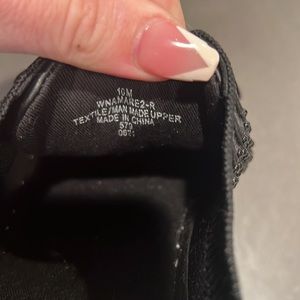 10M
WNAMARE2-R
TEXTILE/MAN MADE UPPER
MADE IN CHINA